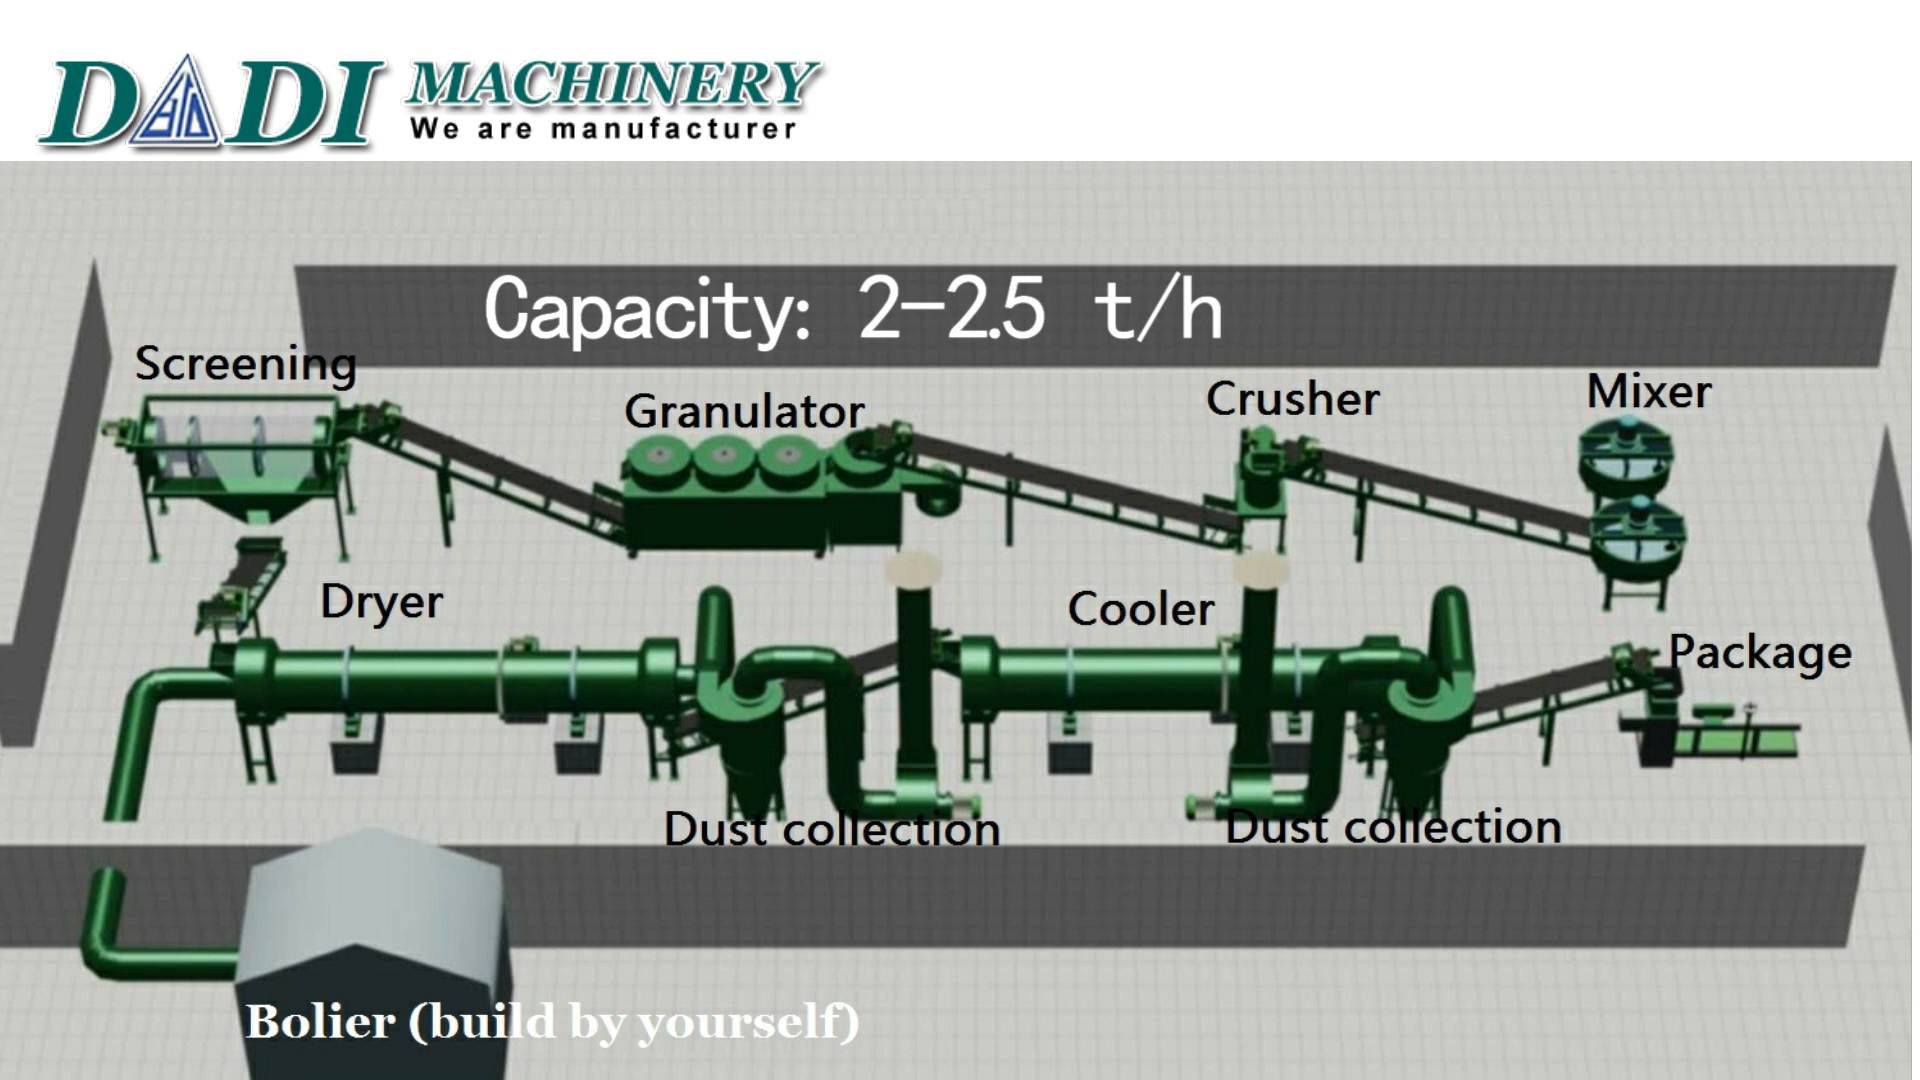 DADI MACHINERY
We are manufacturer
Capacity: 2-2.5 t/h
Screening
Granulator
Crusher
Mixer
Dryer
Cooler
Package
Dust collection
Dust collection
Bolier (build by yourself)